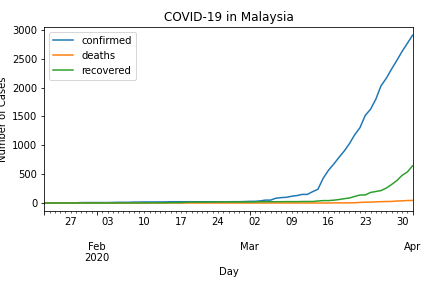 COVID-19 in Malaysia
confirmed
deaths
recovered
Number of Cases
3000
2500
2000
1500
1000
500
0
27 03 10 17 24 02 09 16 23 30
Feb Mar Apr
2020
Day